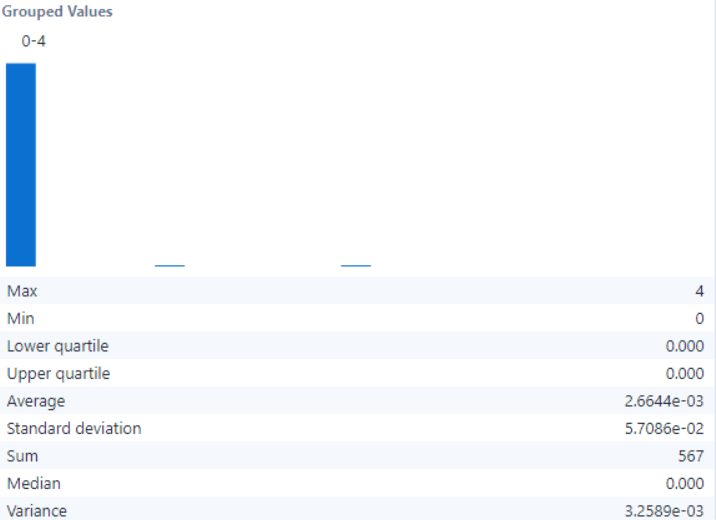 Grouped Values
0-4
Max 4
Min 0
Lower quartile 0.000
Upper quartile 0.000
Average 2.6644e-03
Standard deviation 5.7086e-02
Sum 567
Median 0.000
Variance 3.2589e-03